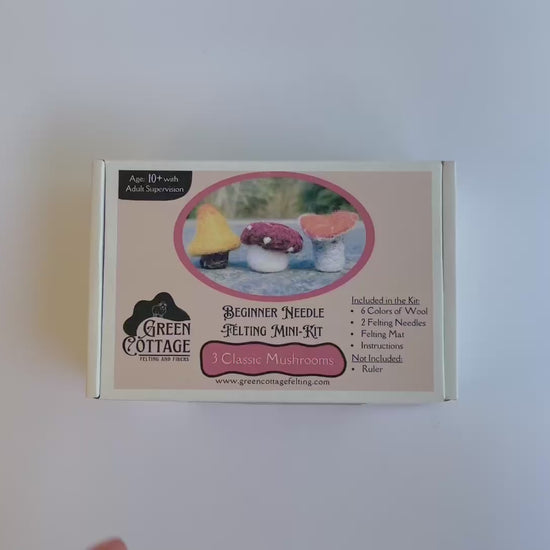 Age: 10+ with
Adult Supervision
Green
Cottage
Felting and Fibers
Beginner Needle
Felting Mini-Kit
3 Classic Mushrooms
www.greencottagefelting.com
Included in the Kit:
• 6 Colors of Wool
• 2 Felting Needles
• Felting Mat
• Instructions
Not Included:
• Ruler